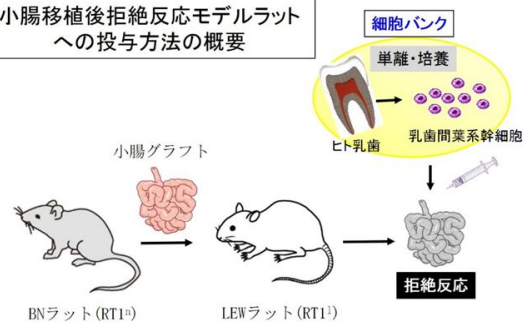 小腸移植後拒絶反応モデルラット
への投与方法の概要
細胞バンク
単離・培養
ヒト乳歯
乳歯間葉系幹細胞
小腸グラフト
拒絶反応
BNラット(RT1ⁿ)
LEWラット(RT1ˡ)